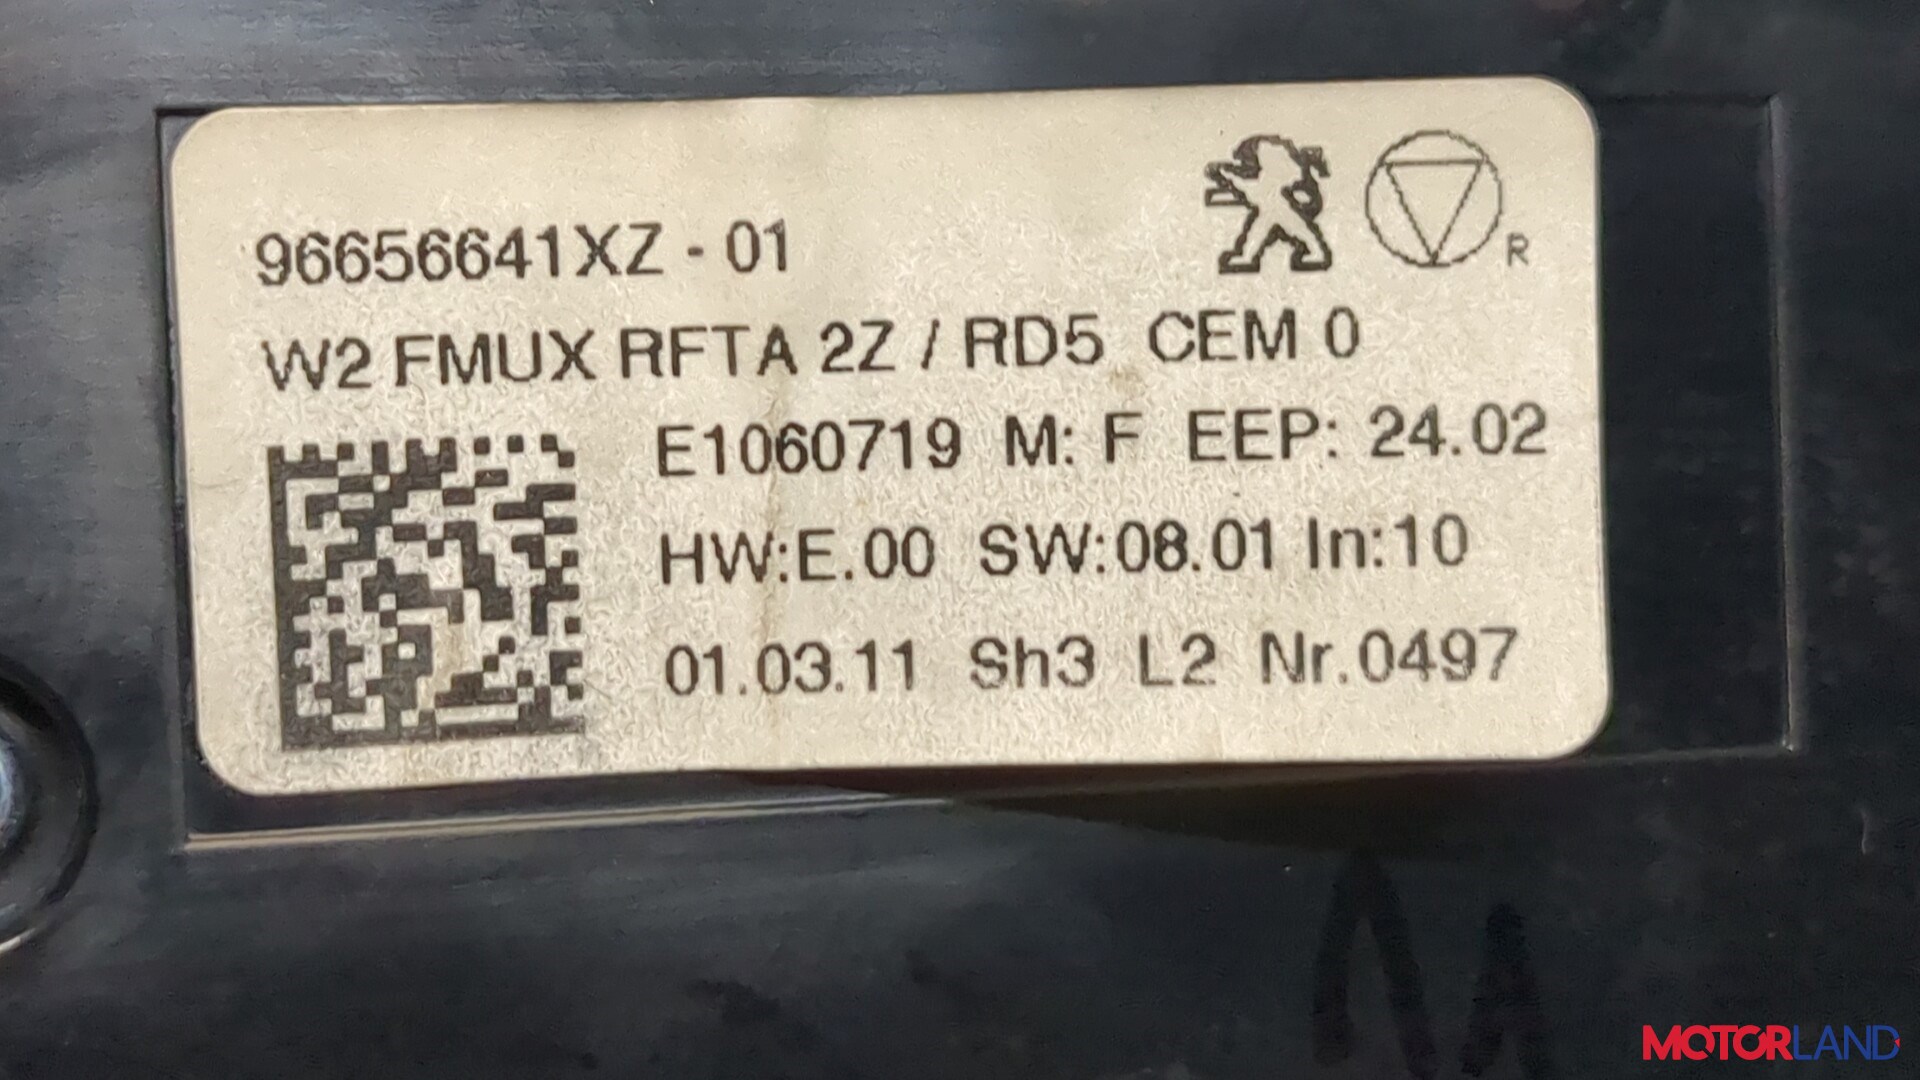 96656641XZ - 01
R
W2 FMUX RFTA 2Z / RD5 CEM 0
E1060719 M: F EEP: 24.02
HW:E.00 SW:08.01 In:10
01.03.11 Sh3 L2 Nr.0497
MOTORLAND